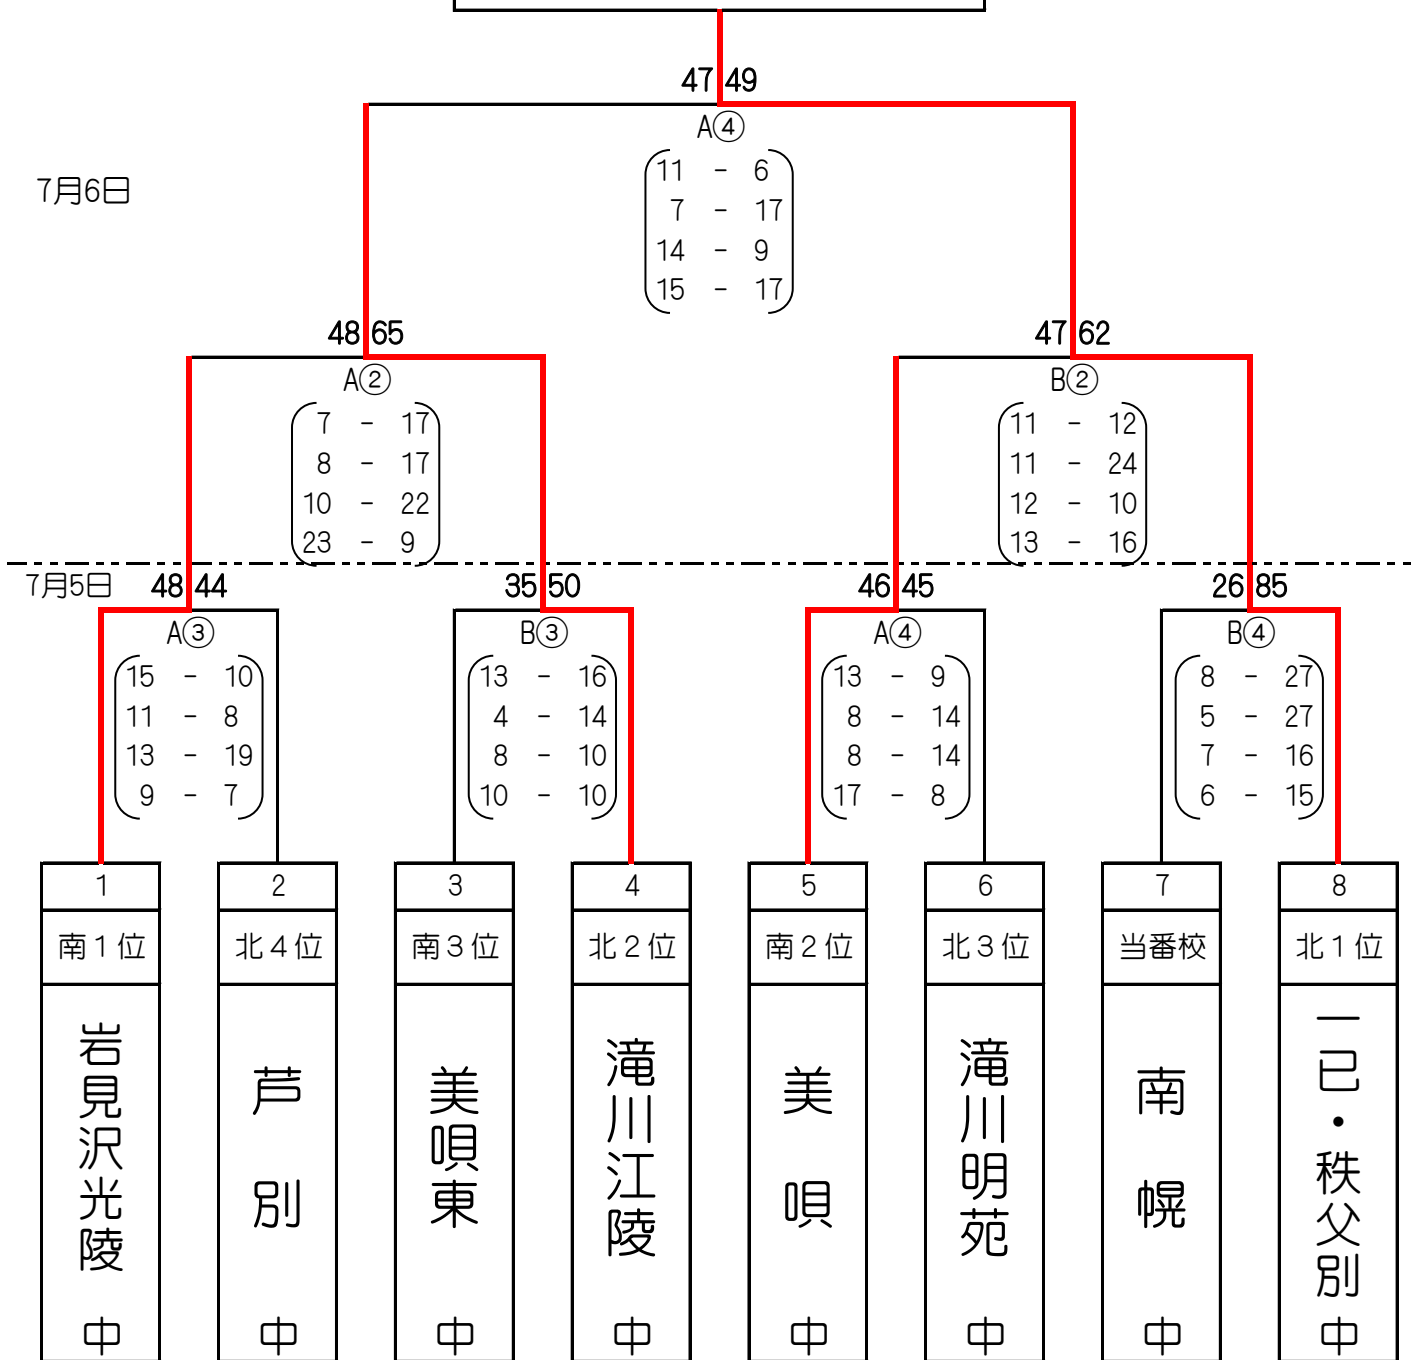 47 49
A④
11 - 6
7 - 17
14 - 9
15 - 17
7月6日
48 65
A②
7 - 17
8 - 17
10 - 22
23 - 9
47 62
B②
11 - 12
11 - 24
12 - 10
13 - 16
7月5日
48 44
A③
15 - 10
11 - 8
13 - 19
9 - 7
35 50
B③
13 - 16
4 - 14
8 - 10
10 - 10
46 45
A④
13 - 9
8 - 14
8 - 14
17 - 8
26 85
B④
8 - 27
5 - 27
7 - 16
6 - 15
1
南1位
岩見沢光陵中
2
北4位
芦別中
3
南3位
美唄東中
4
北2位
滝川江陵中
5
南2位
美唄中
6
北3位
滝川明苑中
7
当番校
南幌中
8
北1位
一已・秩父別中